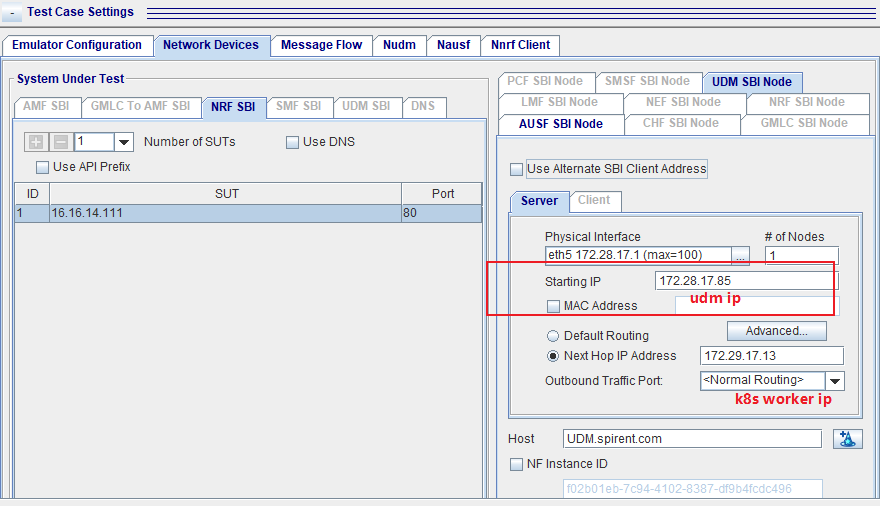 - Test Case Settings
Emulator Configuration Network Devices Message Flow Nudm Nausf Nnrf Client
System Under Test
AMF SBI GMLC To AMF SBI NRF SBI SMF SBI UDM SBI DNS
+ - 1 Number of SUTs Use DNS
Use API Prefix
ID SUT Port
1 16.16.14.111 80
PCF SBI Node SMSF SBI Node UDM SBI Node
LMF SBI Node NEF SBI Node NRF SBI Node
AUSF SBI Node CHF SBI Node GMLC SBI Node
Use Alternate SBI Client Address
Server Client
Physical Interface # of Nodes
eth5 172.28.17.1 (max=100) ... 1
Starting IP 172.28.17.85
udm ip
MAC Address
Default Routing Advanced...
Next Hop IP Address 172.29.17.13
Outbound Traffic Port: <Normal Routing>
k8s worker ip
Host UDM.spirent.com
NF Instance ID
f02b01eb-7c94-4102-8387-df9b4fcdc496